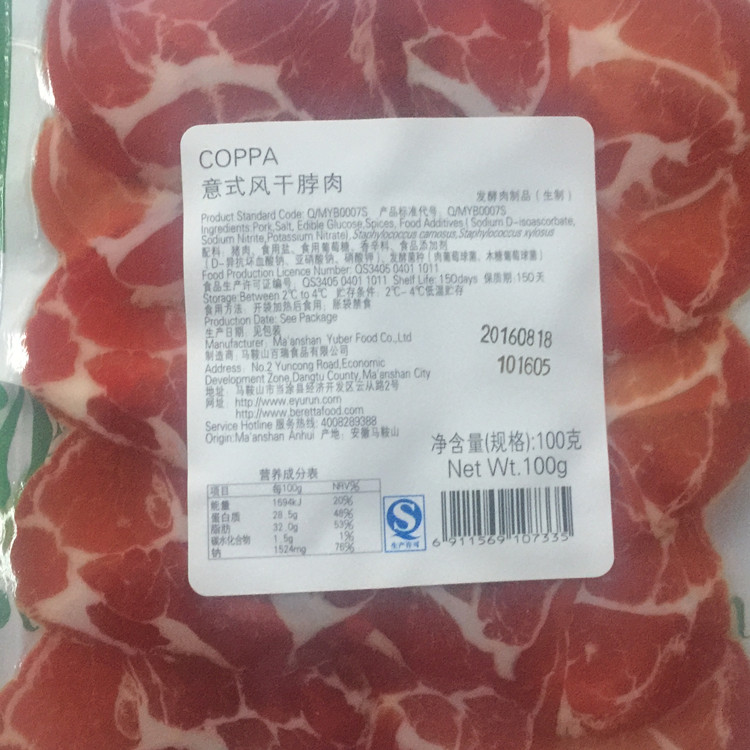 COPPA
意式风干脖肉
发酵肉制品（生制）
Product Standard Code: Q/MYB0007S 产品标准代号: Q/MYB0007S
Ingredients:Pork,Salt, Edible Glucose,Spices, Food Additives ( Sodium D-isoascorbate,
Sodium Nitrite,Potassium Nitrate),Staphylococcus carnosus,Staphylococcus xylosus
配料: 猪肉、食用盐、食用葡萄糖、香辛料、食品添加剂
（D-异抗坏血酸钠、亚硝酸钠、硝酸钾）、发酵菌种（肉葡萄球菌、木糖葡萄球菌）
Food Production Licence Number: QS3405 0401 1011
食品生产许可证编号: QS3405 0401 1011 Shelf Life: 150days 保质期:150天
Storage:Between 2℃ to 4℃ 贮存条件: 2℃-4℃低温贮存
食用方法: 开袋加热后食用, 胀袋禁食
Production Date: See Package
生产日期: 见包装
Manufacturer: Ma'anshan Yuber Food Co.,Ltd
制造商: 马鞍山百瑞食品有限公司
Address: No.2 Yuncong Road,Economic
Development Zone,Dangtu County,Ma'anshan City
地址: 马鞍山市当涂县经济开发区云从路2号
网址: http://www.eyurun.com
http://www.berettafood.com
Service Hotline 服务热线: 4008289388
Origin:Ma'anshan Anhui 产地: 安徽马鞍山
20160818
101605
净含量(规格):100克
Net Wt.100g
营养成分表
项目 每100g NRV%
能量 1694kJ 20%
蛋白质 28.5g 48%
脂肪 32.0g 53%
碳水化合物 1.5g 1%
钠 1524mg 76%
生产许可
6 911569 107335